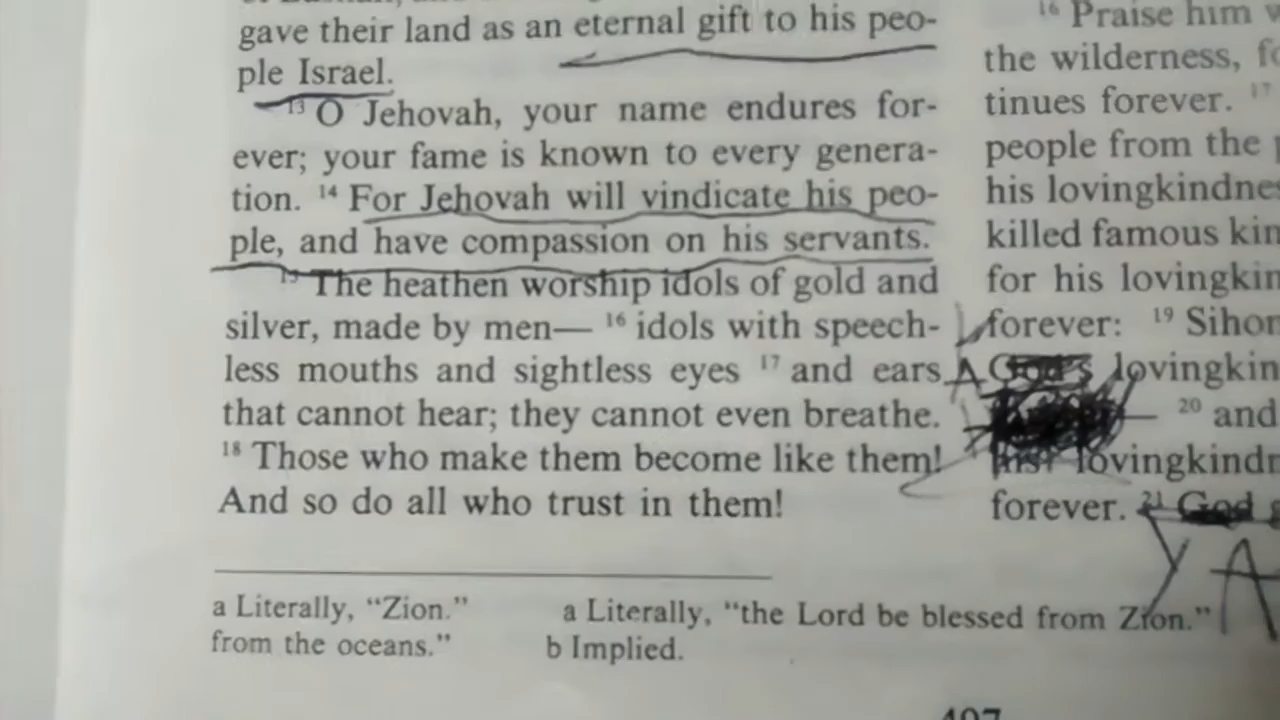 gave their land as an eternal gift to his peo-
ple Israel.
13 O Jehovah, your name endures for-
ever; your fame is known to every genera-
tion. 14 For Jehovah will vindicate his peo-
ple, and have compassion on his servants.
15 The heathen worship idols of gold and
silver, made by men— 16 idols with speech-
less mouths and sightless eyes 17 and ears
that cannot hear; they cannot even breathe.
18 Those who make them become like them!
And so do all who trust in them!
16 Praise him
the wilderness,
tinues forever. 17
people from the
his lovingkindne
killed famous kin
for his lovingkin
forever: 19 Sihon
A God's lovingkin
— 20 and
lovingkindn
forever. 21 God
Y A
a Literally, "Zion."
from the oceans."
a Literally, "the Lord be blessed from Zion."
b Implied.
497